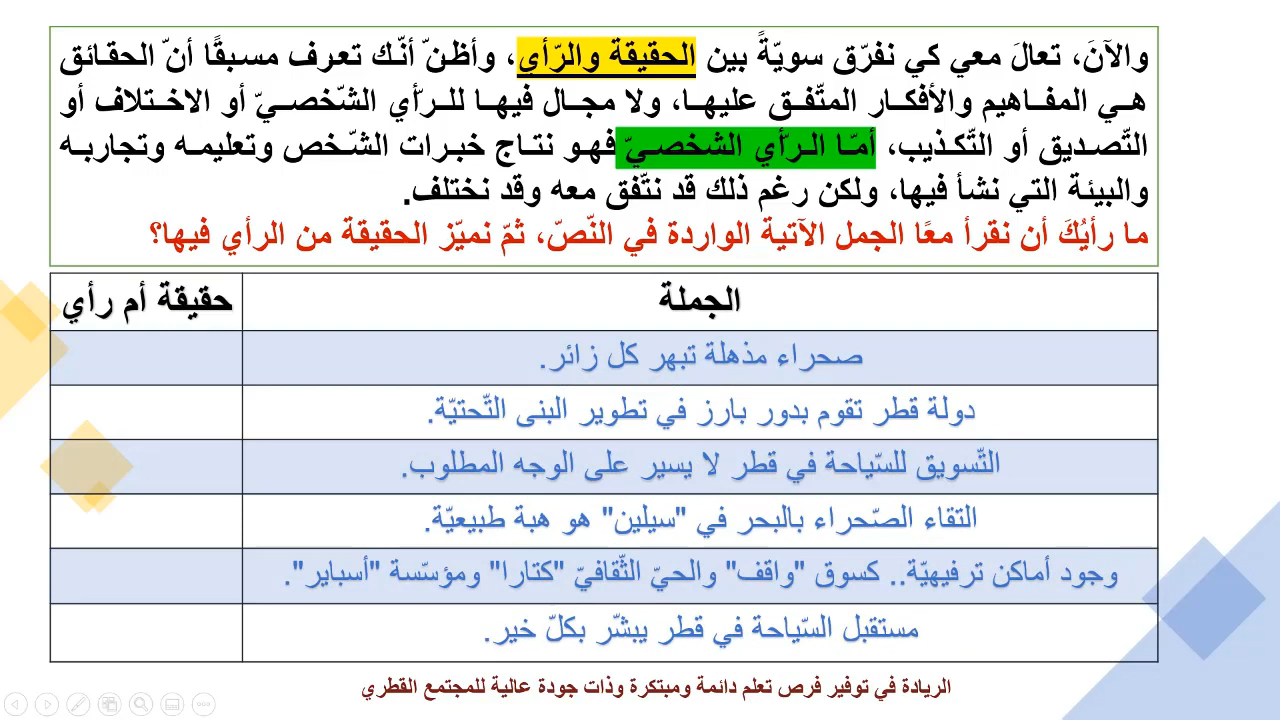 والآنَ، تعالَ معي كي نفرّق سويّةً بين الحقيقة والرّأي، وأظنّ أنّك تعرف مسبقًا أنّ الحقائق
هي المفاهيم والأفكار المتّفق عليها، ولا مجال فيها للرّأي الشّخصيّ أو الاختلاف أو
التّصديق أو التّكذيب، أمّا الرّأي الشخصيّ فهو نتاج خبرات الشّخص وتعليمه وتجاربه
والبيئة التي نشأ فيها، ولكن رغم ذلك قد نتّفق معه وقد نختلف.
ما رأيُكَ أن نقرأ معًا الجمل الآتية الواردة في النّصّ، ثمّ نميّز الحقيقة من الرأي فيها؟
الجملة حقيقة أم رأي
صحراء مذهلة تبهر كل زائر.
دولة قطر تقوم بدور بارز في تطوير البنى التّحتيّة.
التّسويق للسّياحة في قطر لا يسير على الوجه المطلوب.
التقاء الصّحراء بالبحر في "سيلين" هو هبة طبيعيّة.
وجود أماكن ترفيهيّة.. كسوق "واقف" والحيّ الثّقافيّ "كتارا" ومؤسّسة "أسباير".
مستقبل السّياحة في قطر يبشّر بكلّ خير.
الريادة في توفير فرص تعلم دائمة ومبتكرة وذات جودة عالية للمجتمع القطري